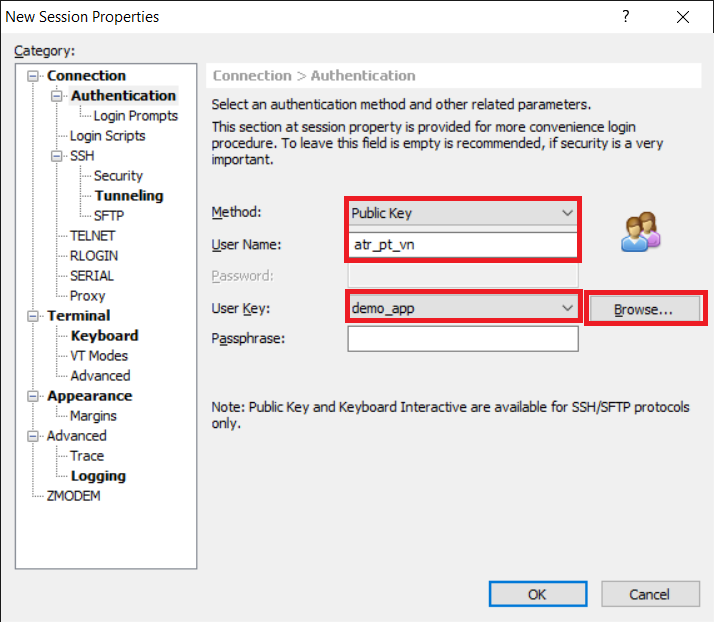 New Session Properties
Category:
Connection
Authentication
Login Prompts
Login Scripts
SSH
Security
Tunneling
SFTP
TELNET
RLOGIN
SERIAL
Proxy
Terminal
Keyboard
VT Modes
Advanced
Appearance
Margins
Advanced
Trace
Logging
ZMODEM
Connection > Authentication
Select an authentication method and other related parameters.
This section at session property is provided for more convenience login
procedure. To leave this field is empty is recommended, if security is a very
important.
Method: Public Key
User Name: atr_pt_vn
Password:
User Key: demo_app Browse...
Passphrase:
Note: Public Key and Keyboard Interactive are available for SSH/SFTP protocols
only.
OK Cancel